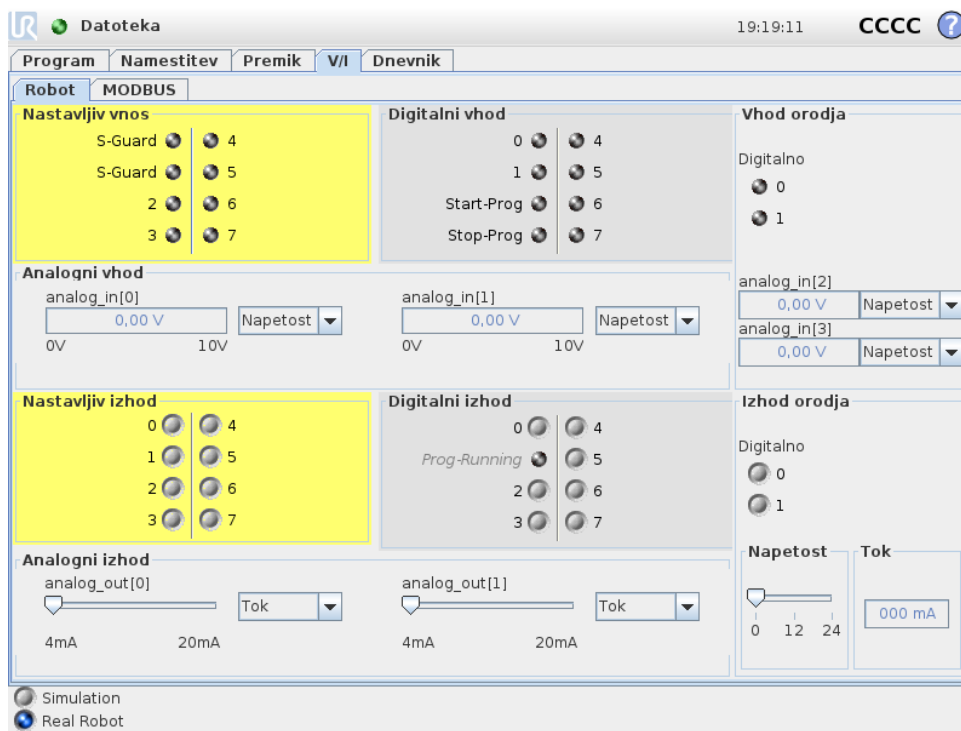 UR Datoteka 19:19:11 CCCC ?
Program Namestitev Premik V/I Dnevnik
Robot MODBUS
Nastavljiv vnos
S-Guard 4
S-Guard 5
2 6
3 7
Digitalni vhod
0 4
1 5
Start-Prog 6
Stop-Prog 7
Vhod orodja
Digitalno
0
1
analog_in[2]
0,00 V Napetost
analog_in[3]
0,00 V Napetost
Analogni vhod
analog_in[0]
0,00 V Napetost
0V 10V
analog_in[1]
0,00 V Napetost
0V 10V
Nastavljiv izhod
0 4
1 5
2 6
3 7
Digitalni izhod
0 4
Prog-Running 5
2 6
3 7
Izhod orodja
Digitalno
0
1
Napetost
0 12 24
Tok
000 mA
Analogni izhod
analog_out[0]
Tok
4mA 20mA
analog_out[1]
Tok
4mA 20mA
Simulation
Real Robot